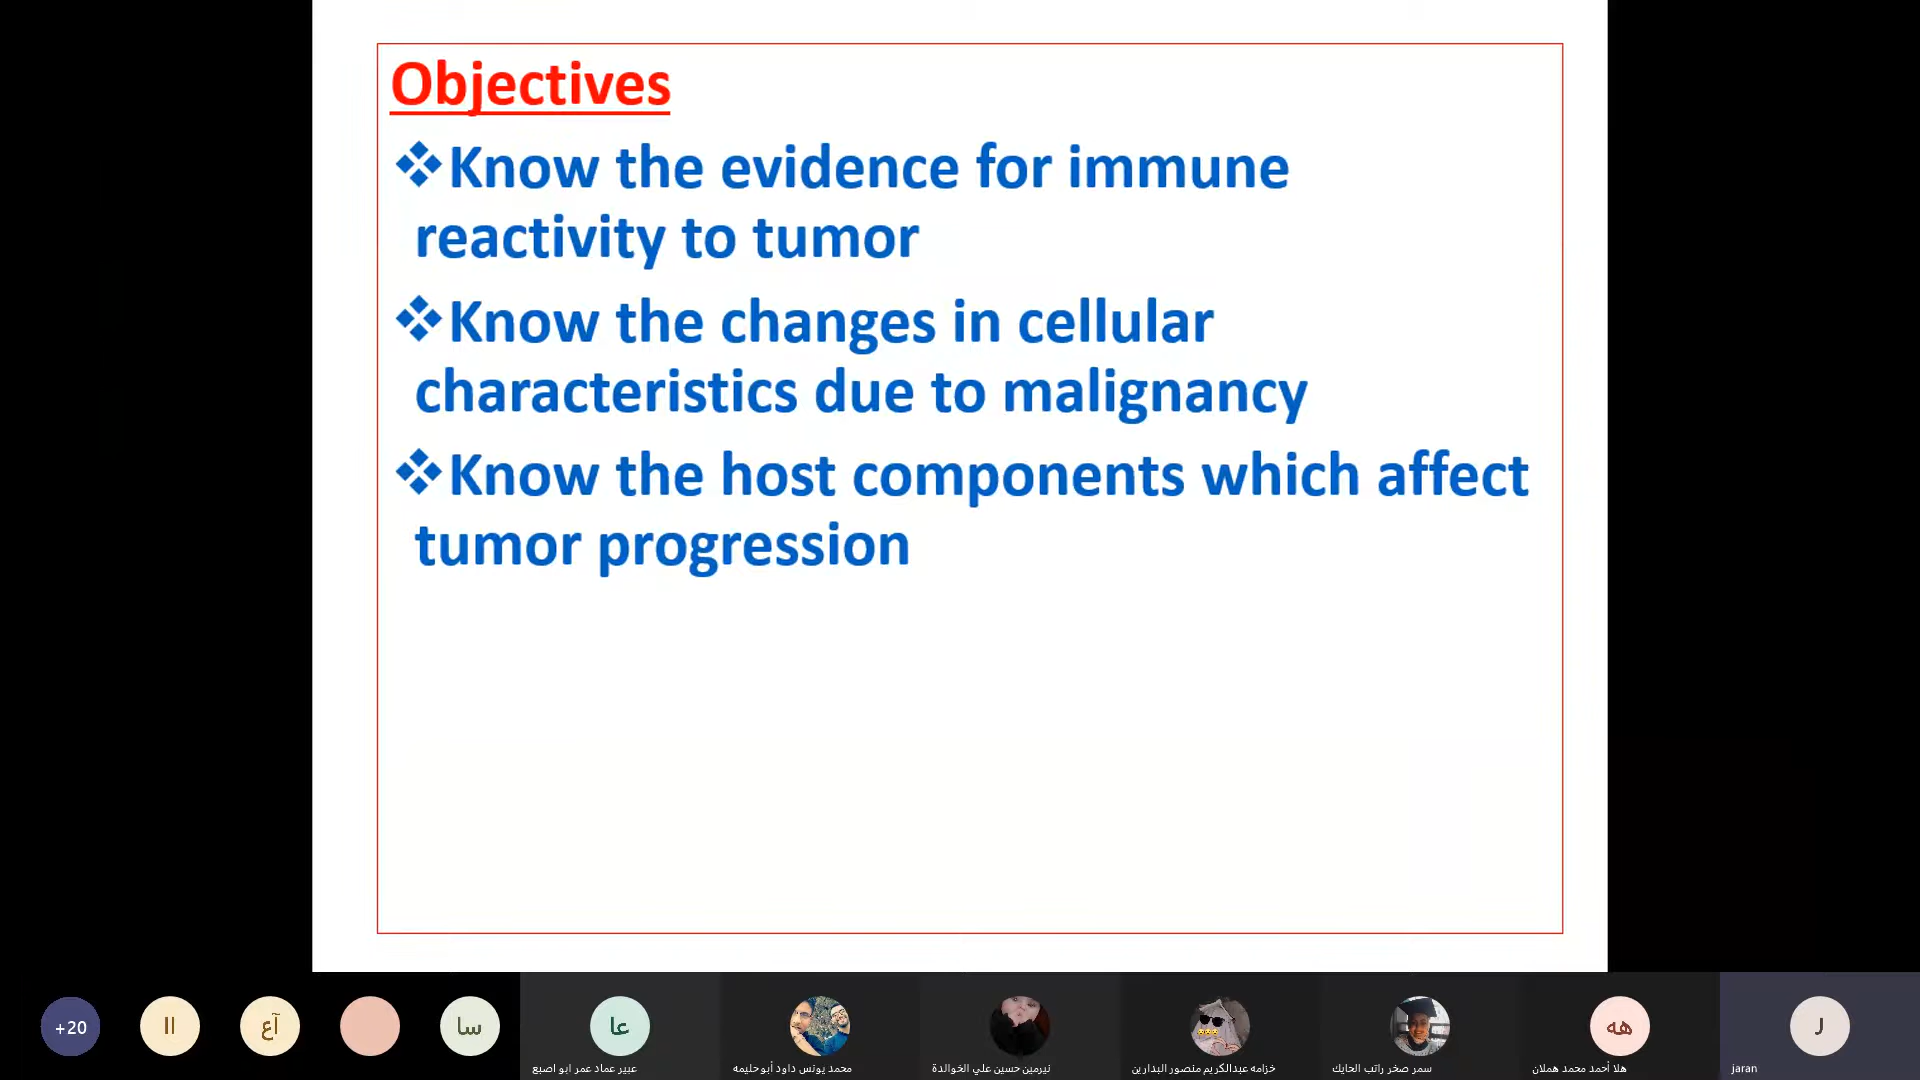 Objectives
❖Know the evidence for immune
reactivity to tumor
❖Know the changes in cellular
characteristics due to malignancy
❖Know the host components which affect
tumor progression
+20
اا
آع
سا
عا
هه
J
عبير عماد عمر ابو اصبع
محمد يونس داود أبوحليمه
نيرمين حسين علي الخوالدة
خزامه عبدالكريم منصور البدارين
سمر صخر راتب الحايك
هلا أحمد محمد هملان
jaran